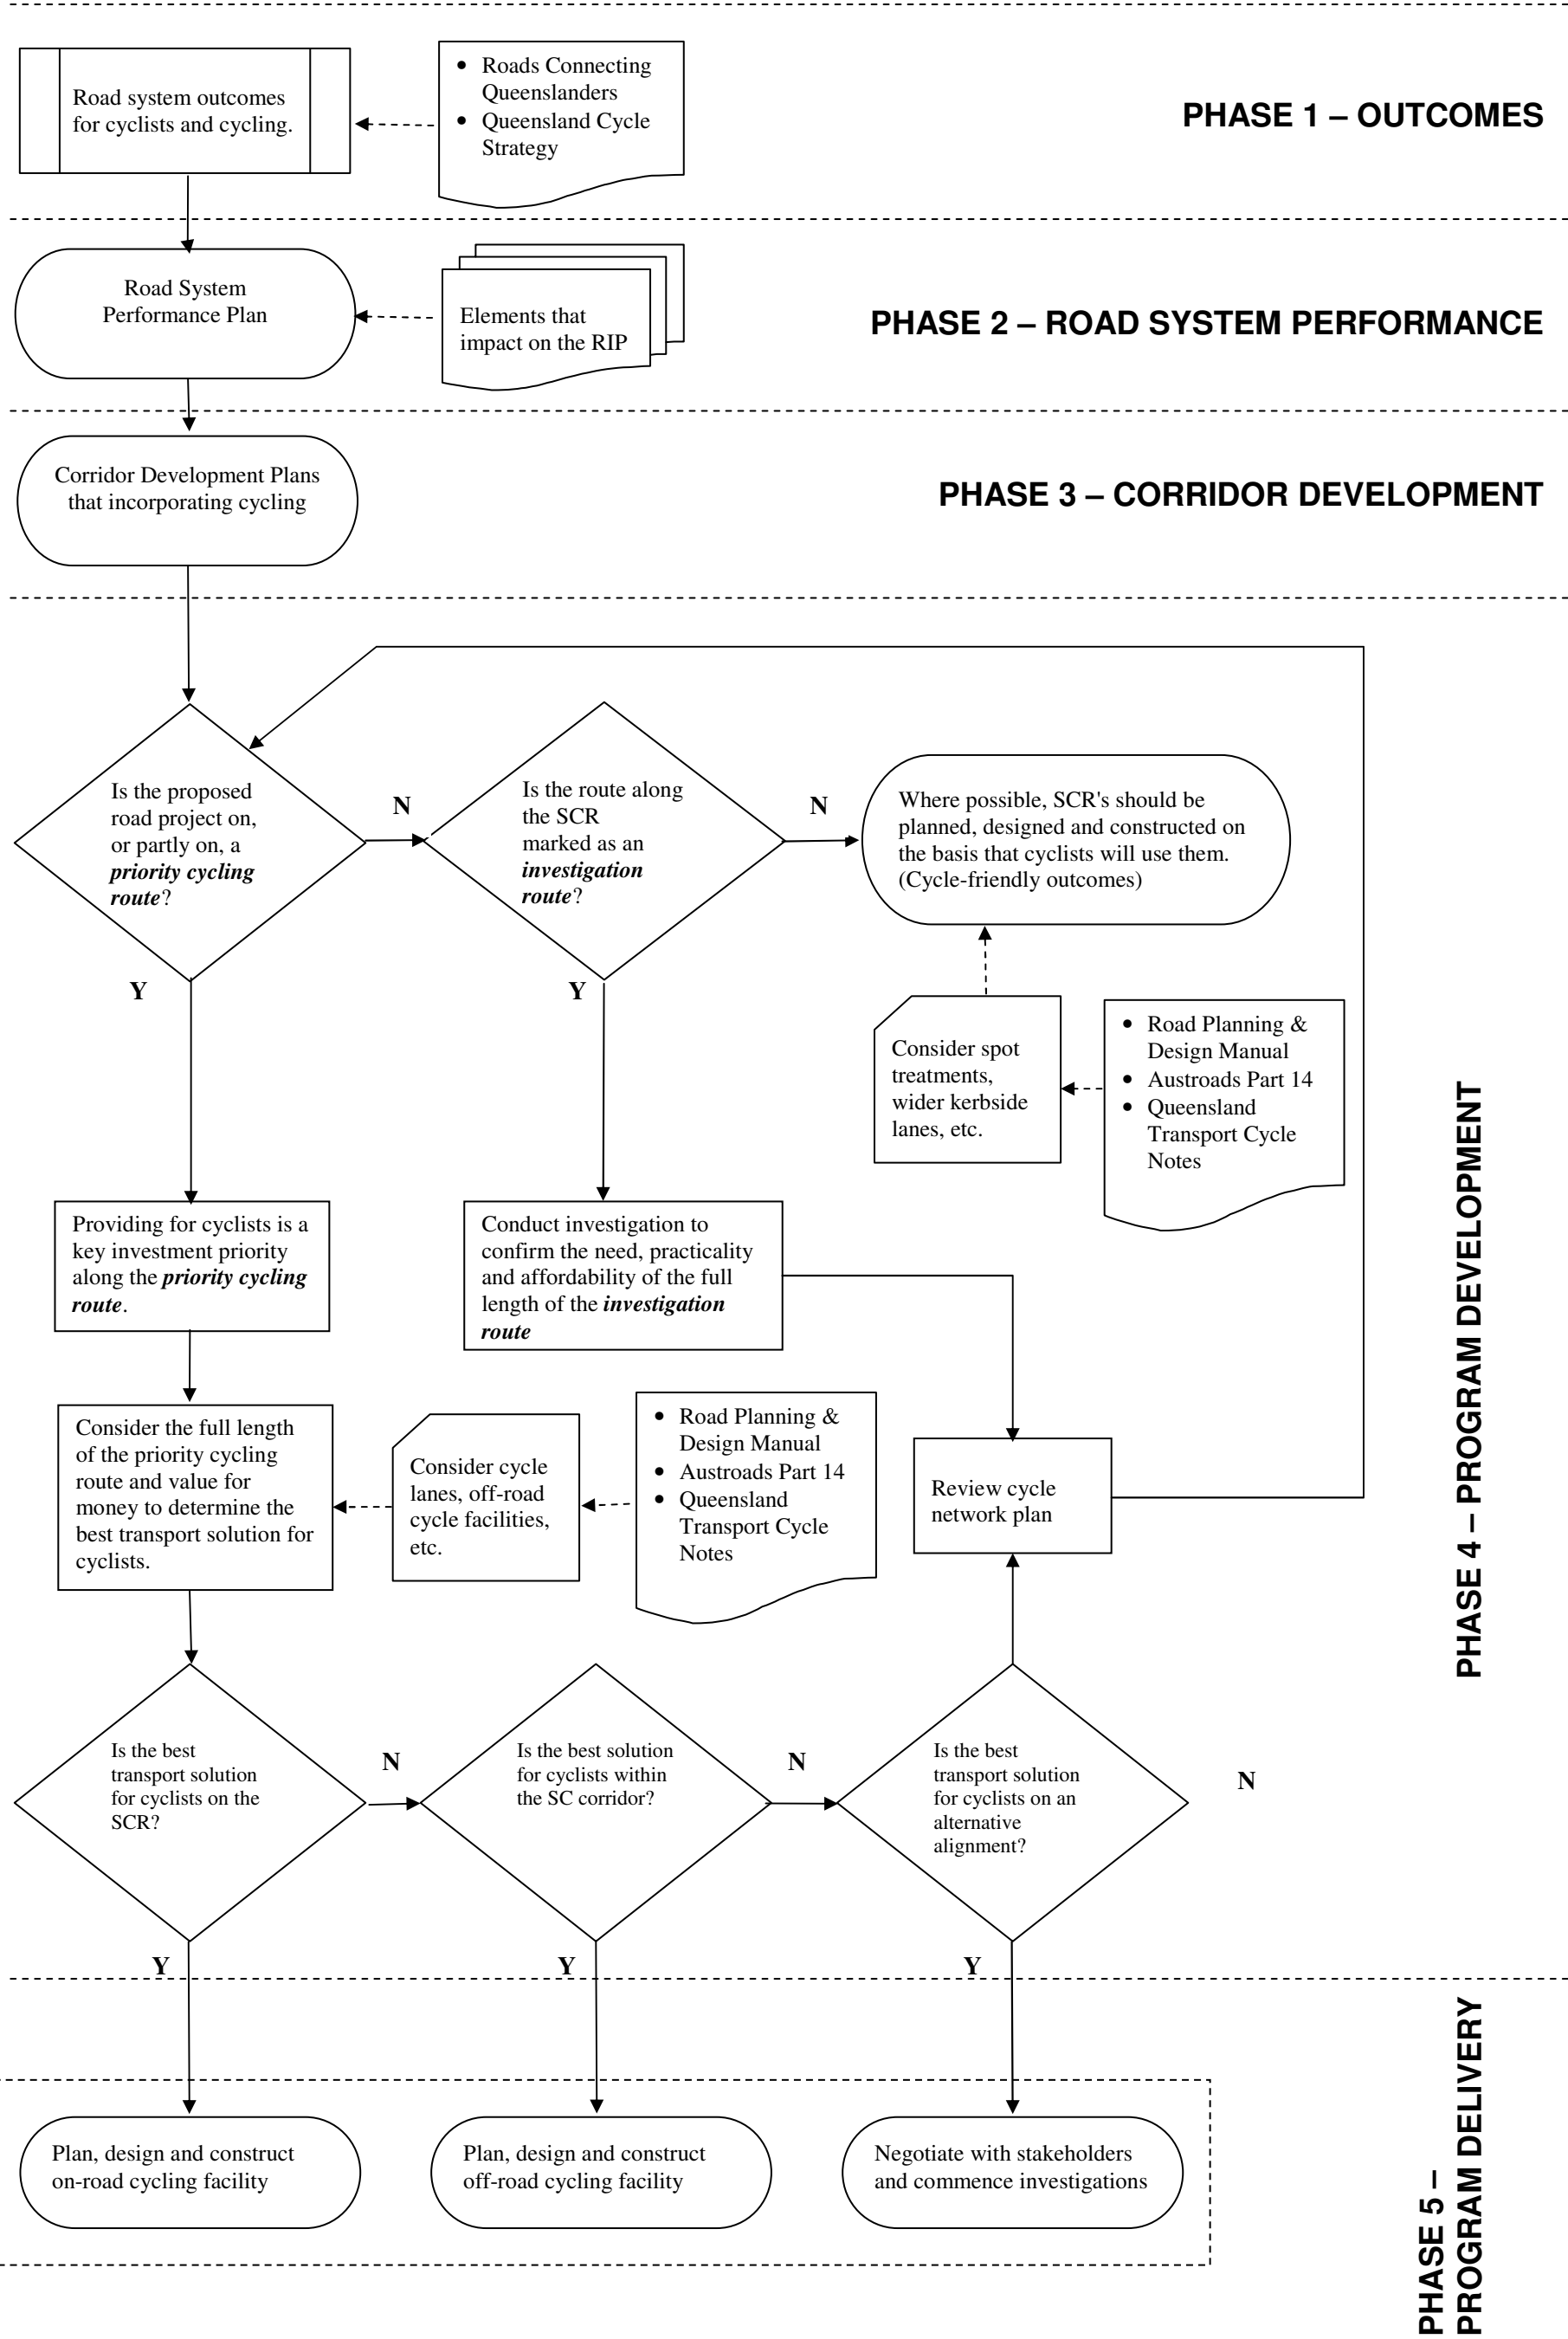 Road system outcomes
for cyclists and cycling.
• Roads Connecting
Queenslanders
• Queensland Cycle
Strategy
PHASE 1 – OUTCOMES
Road System
Performance Plan
Elements that
impact on the RIP
PHASE 2 – ROAD SYSTEM PERFORMANCE
Corridor Development Plans
that incorporating cycling
PHASE 3 – CORRIDOR DEVELOPMENT
Is the proposed
road project on,
or partly on, a
priority cycling
route?
N
Is the route along
the SCR
marked as an
investigation
route?
N
Where possible, SCR's should be
planned, designed and constructed on
the basis that cyclists will use them.
(Cycle-friendly outcomes)
Y
Y
Consider spot
treatments,
wider kerbside
lanes, etc.
• Road Planning &
Design Manual
• Austroads Part 14
• Queensland
Transport Cycle
Notes
Providing for cyclists is a
key investment priority
along the priority cycling
route.
Conduct investigation to
confirm the need, practicality
and affordability of the full
length of the investigation
route
Consider the full length
of the priority cycling
route and value for
money to determine the
best transport solution for
cyclists.
Consider cycle
lanes, off-road
cycle facilities,
etc.
• Road Planning &
Design Manual
• Austroads Part 14
• Queensland
Transport Cycle
Notes
Review cycle
network plan
PHASE 4 – PROGRAM DEVELOPMENT
Is the best
transport solution
for cyclists on the
SCR?
N
Is the best solution
for cyclists within
the SC corridor?
N
Is the best
transport solution
for cyclists on an
alternative
alignment?
N
Y
Y
Y
Plan, design and construct
on-road cycling facility
Plan, design and construct
off-road cycling facility
Negotiate with stakeholders
and commence investigations
PHASE 5 –
PROGRAM DELIVERY